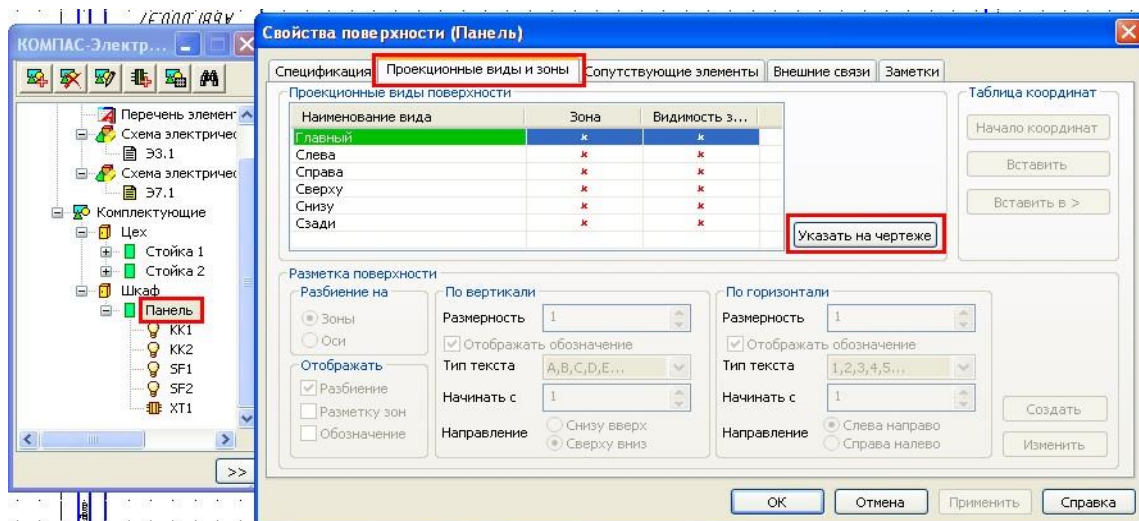 КОМПАС-Электр...
Перечень элемен
Схема электричес
Э3.1
Схема электричес
Э7.1
Комплектующие
Цех
Стойка 1
Стойка 2
Шкаф
Панель
KK1
KK2
SF1
SF2
XT1
>>
Свойства поверхности (Панель)
Спецификация Проекционные виды и зоны Сопутствующие элементы Внешние связи Заметки
Проекционные виды поверхности
Наименование вида Зона Видимость з...
Главный
Слева
Справа
Сверху
Снизу
Сзади
Указать на чертеже
Таблица координат
Начало координат
Вставить
Вставить в >
Разметка поверхности
Разбиение на
Зоны
Оси
Отображать
Разбиение
Разметку зон
Обозначение
По вертикали
Размерность 1
Отображать обозначение
Тип текста A,B,C,D,E...
Начинать с 1
Направление Снизу вверх
Сверху вниз
По горизонтали
Размерность 1
Отображать обозначение
Тип текста 1,2,3,4,5...
Начинать с 1
Направление Слева направо
Справа налево
Создать
Изменить
OK Отмена Применить Справка